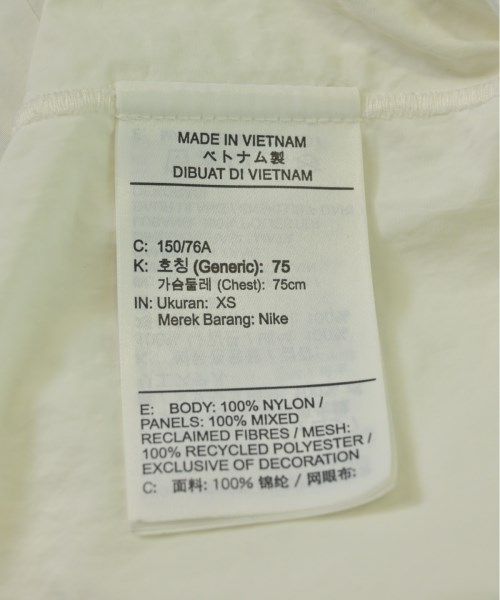 MADE IN VIETNAM
ベトナム製
DIBUAT DI VIETNAM
C: 150/76A
K: 호칭 (Generic): 75
가슴둘레 (Chest): 75cm
IN: Ukuran: XS
Merek Barang: Nike
E: BODY: 100% NYLON /
PANELS: 100% MIXED
RECLAIMED FIBRES / MESH:
100% RECYCLED POLYESTER /
EXCLUSIVE OF DECORATION
C: 面料: 100% 锦纶 / 网眼布: